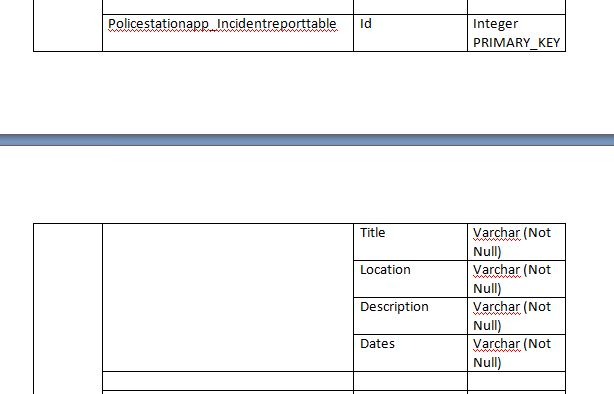 Policestationapp_Incidentreporttable Id Integer
PRIMARY_KEY
Title Varchar (Not
Null)
Location Varchar (Not
Null)
Description Varchar (Not
Null)
Dates Varchar (Not
Null)